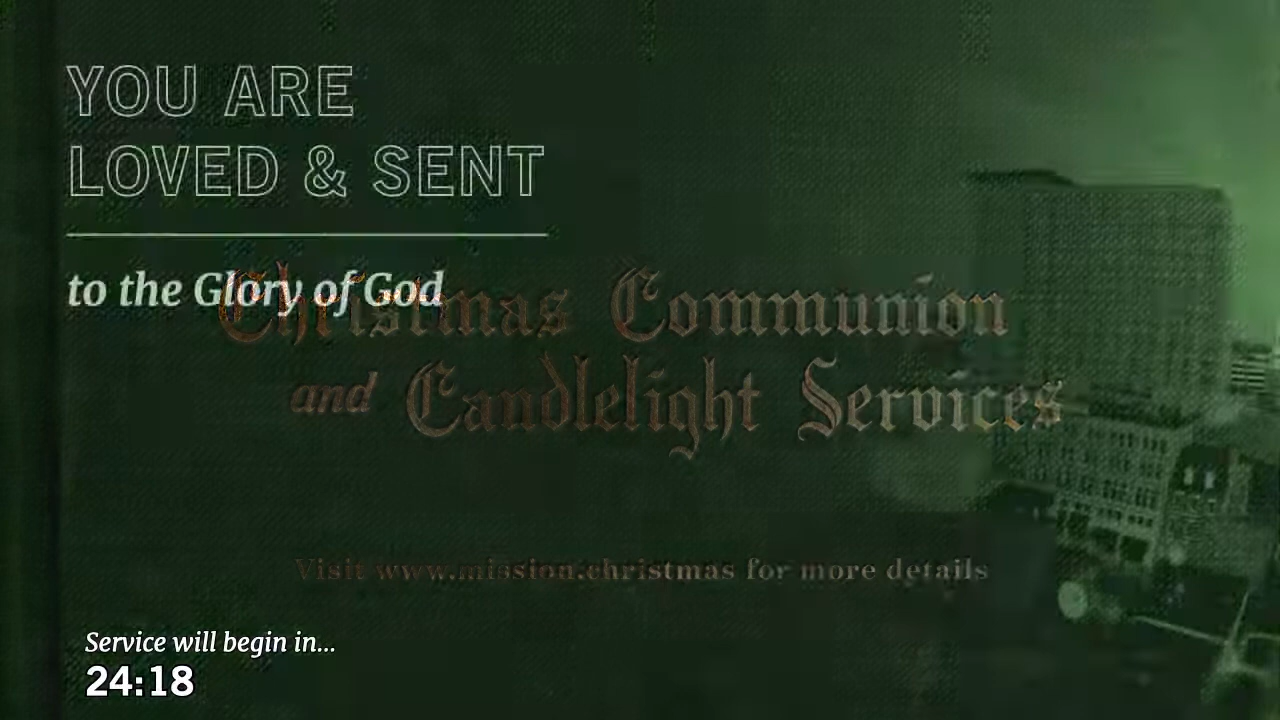 YOU ARE
LOVED & SENT
to the Glory of God
Christmas Communion
and Candlelight Services
Visit www.mission.christmas for more details
Service will begin in...
24:18